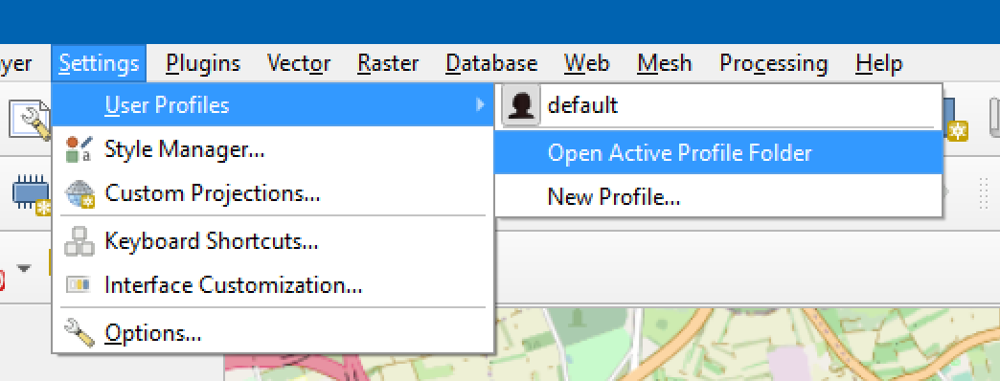 yer Settings Plugins Vector Raster Database Web Mesh Processing Help
User Profiles
default
Style Manager...
Open Active Profile Folder
Custom Projections...
New Profile...
Keyboard Shortcuts...
Interface Customization...
Options...